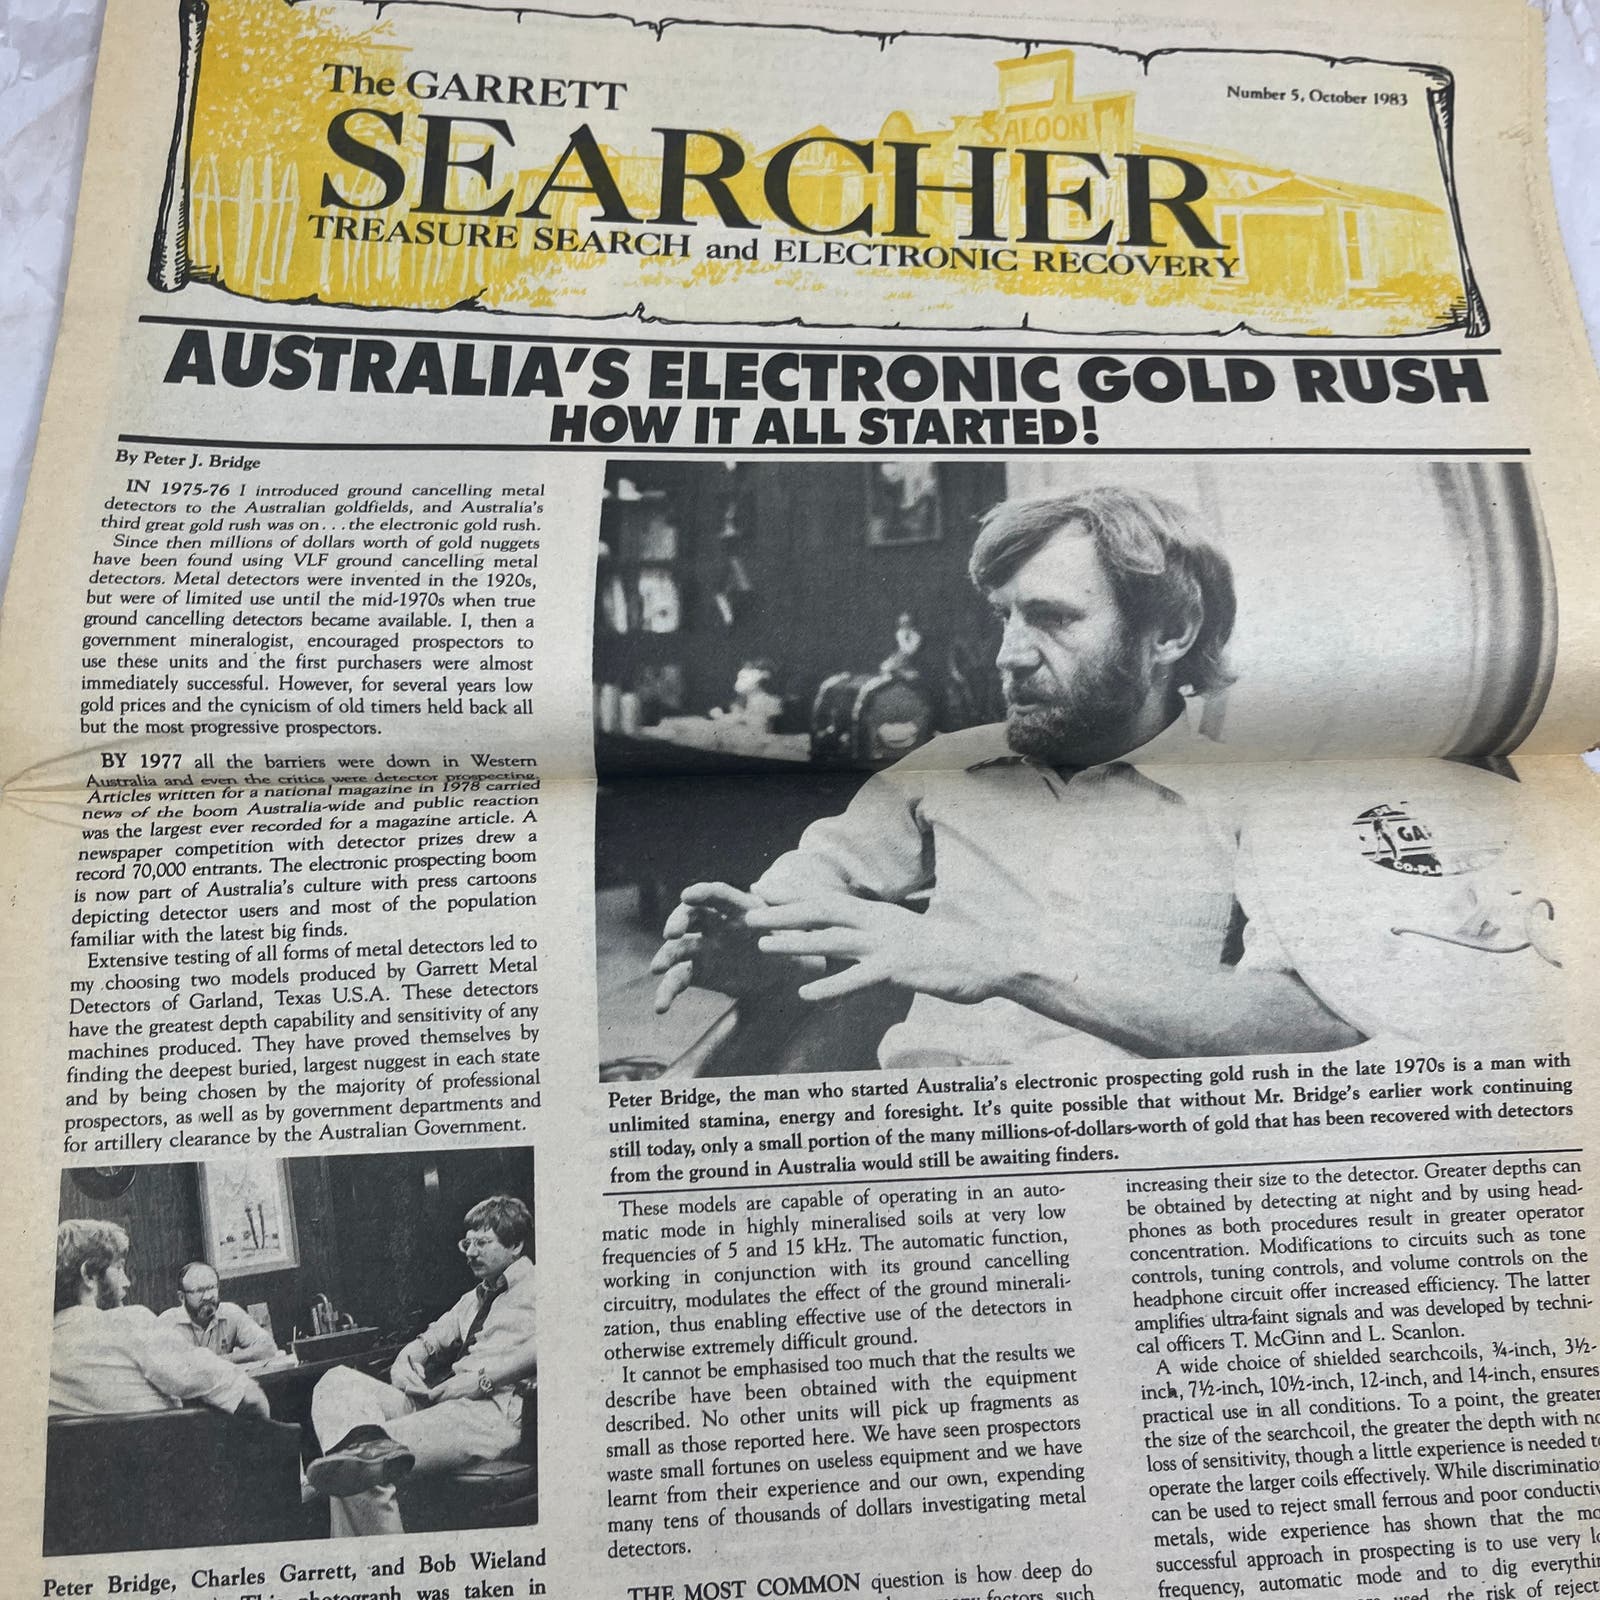 The GARRETT
SEARCHER
TREASURE SEARCH and ELECTRONIC RECOVERY
Number 5, October 1983
SALOON
AUSTRALIA'S ELECTRONIC GOLD RUSH
HOW IT ALL STARTED!
By Peter J. Bridge
IN 1975-76 I introduced ground cancelling metal
detectors to the Australian goldfields, and Australia's
third great gold rush was on...the electronic gold rush.
Since then millions of dollars worth of gold nuggets
have been found using VLF ground cancelling metal
detectors. Metal detectors were invented in the 1920s,
but were of limited use until the mid-1970s when true
ground cancelling detectors became available. I, then a
government mineralogist, encouraged prospectors to
use these units and the first purchasers were almost
immediately successful. However, for several years low
gold prices and the cynicism of old timers held back all
but the most progressive prospectors.
BY 1977 all the barriers were down in Western
Australia and even the critics were detector prospecting.
Articles written for a national magazine in 1978 carried
news of the boom Australia-wide and public reaction
was the largest ever recorded for a magazine article. A
newspaper competition with detector prizes drew a
record 70,000 entrants. The electronic prospecting boom
is now part of Australia's culture with press cartoons
depicting detector users and most of the population
familiar with the latest big finds.
Extensive testing of all forms of metal detectors led to
my choosing two models produced by Garrett Metal
Detectors of Garland, Texas U.S.A. These detectors
have the greatest depth capability and sensitivity of any
machines produced. They have proved themselves by
finding the deepest buried, largest nugget in each state
and by being chosen by the majority of professional
prospectors, as well as by government departments and
for artillery clearance by the Australian Government.
Peter Bridge, Charles Garrett, and Bob Wieland
This photograph was taken in
GA
CO-PLA
Peter Bridge, the man who started Australia's electronic prospecting gold rush in the late 1970s is a man with
unlimited stamina, energy and foresight. It's quite possible that without Mr. Bridge's earlier work continuing
still today, only a small portion of the many millions-of-dollars-worth of gold that has been recovered with detectors
from the ground in Australia would still be awaiting finders.
These models are capable of operating in an auto-
matic mode in highly mineralised soils at very low
frequencies of 5 and 15 kHz. The automatic function,
working in conjunction with its ground cancelling
circuitry, modulates the effect of the ground minerali-
zation, thus enabling effective use of the detectors in
otherwise extremely difficult ground.
It cannot be emphasised too much that the results we
describe have been obtained with the equipment
described. No other units will pick up fragments as
small as those reported here. We have seen prospectors
waste small fortunes on useless equipment and we have
learnt from their experience and our own, expending
many tens of thousands of dollars investigating metal
detectors.
THE MOST COMMON question is how deep do
many factors such
increasing their size to the detector. Greater depths can
be obtained by detecting at night and by using head-
phones as both procedures result in greater operator
concentration. Modifications to circuits such as tone
controls, tuning controls, and volume controls on the
headphone circuit offer increased efficiency. The latter
amplifies ultra-faint signals and was developed by techni-
cal officers T. McGinn and L. Scanlon.
A wide choice of shielded searchcoils, ¾-inch, 3½-
inch, 7½-inch, 10½-inch, 12-inch, and 14-inch, ensures
practical use in all conditions. To a point, the greater
the size of the searchcoil, the greater the depth with no
loss of sensitivity, though a little experience is needed to
operate the larger coils effectively. While discriminatio
can be used to reject small ferrous and poor conductiv
metals, wide experience has shown that the mo
successful approach in prospecting is to use very lo
frequency, automatic mode and to dig everythin
used, the risk of reject